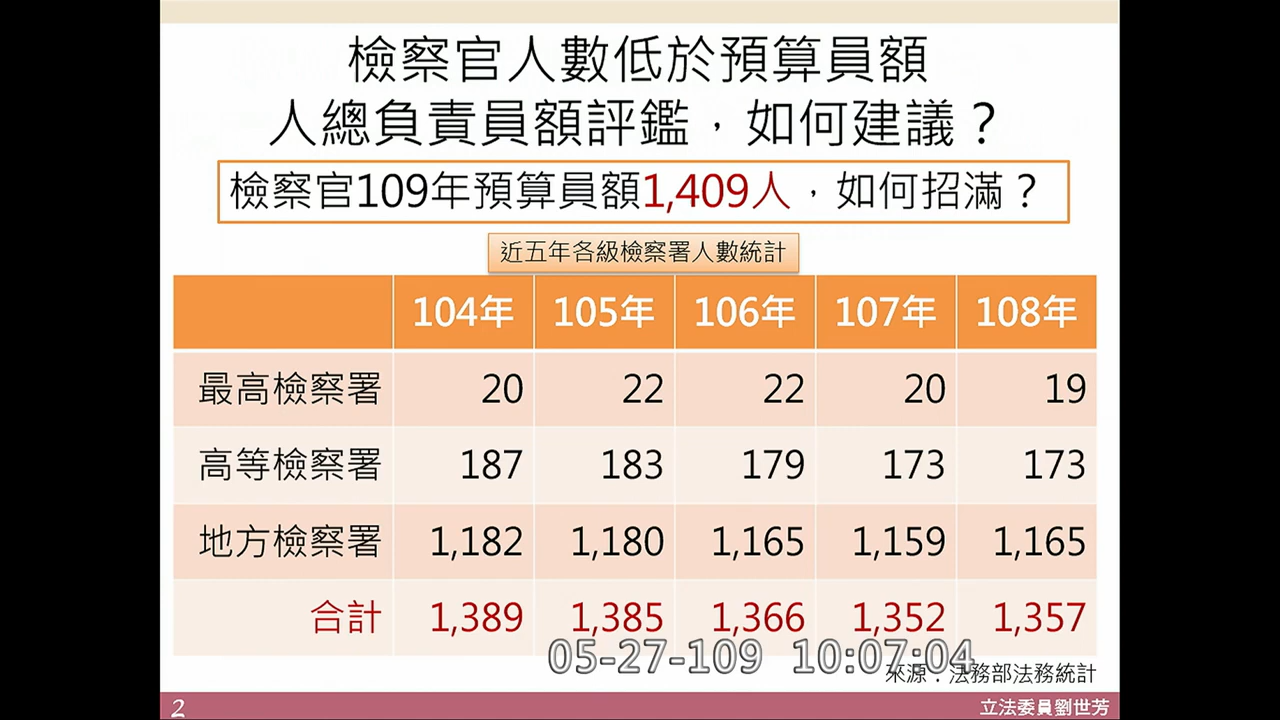 檢察官人數低於預算員額
人總負責員額評鑑，如何建議？
檢察官109年預算員額1,409人，如何招滿？
近五年各級檢察署人數統計
104年 105年 106年 107年 108年
最高檢察署 20 22 22 20 19
高等檢察署 187 183 179 173 173
地方檢察署 1,182 1,180 1,165 1,159 1,165
合計 1,389 1,385 1,366 1,352 1,357
05-27-109 10:07:04
來源：法務部法務統計
2 立法委員劉世芳